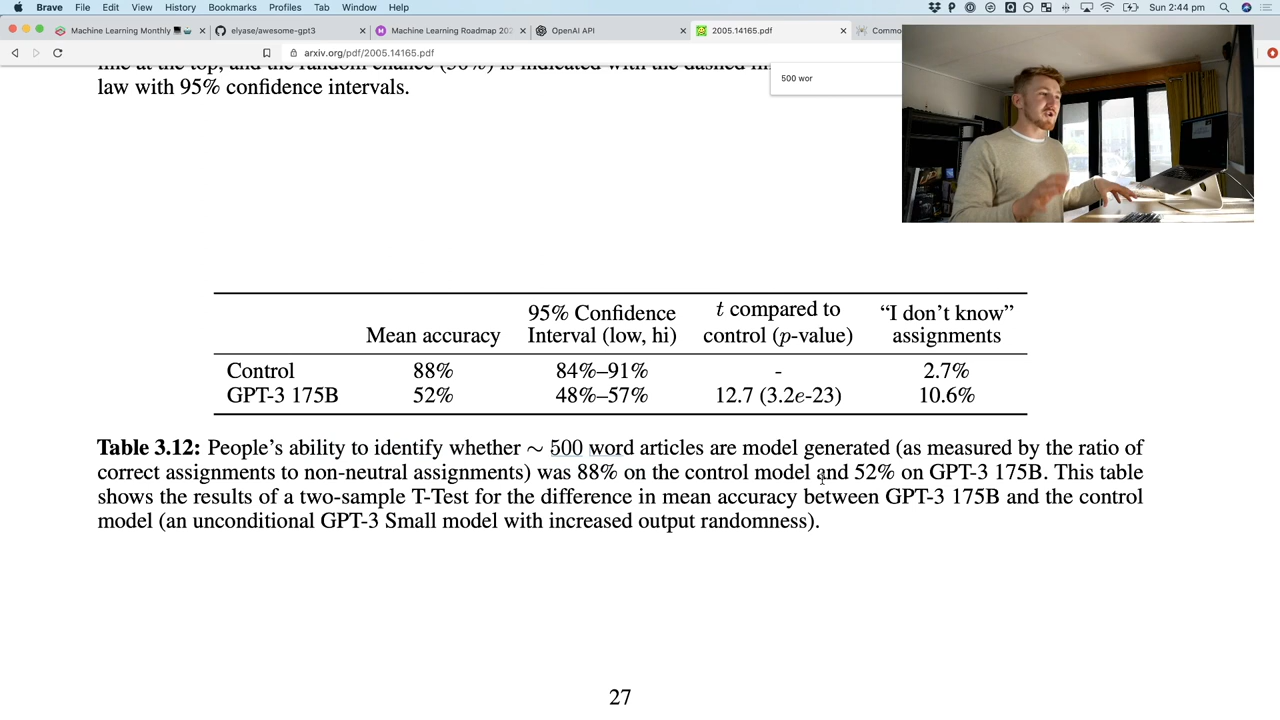 Brave File Edit View History Bookmarks Profiles Tab Window Help Sun 2:44 pm
Machine Learning Monthly elyase/awesome-gpt3 Machine Learning Roadmap 202 OpenAI API 2005.14165.pdf Commo
arxiv.org/pdf/2005.14165.pdf
500 wor
law with 95% confidence intervals.
Mean accuracy 95% Confidence Interval (low, hi) t compared to control (p-value) “I don’t know” assignments
Control 88% 84%–91% - 2.7%
GPT-3 175B 52% 48%–57% 12.7 (3.2e-23) 10.6%
Table 3.12: People’s ability to identify whether ∼ 500 word articles are model generated (as measured by the ratio of
correct assignments to non-neutral assignments) was 88% on the control model and 52% on GPT-3 175B. This table
shows the results of a two-sample T-Test for the difference in mean accuracy between GPT-3 175B and the control
model (an unconditional GPT-3 Small model with increased output randomness).
27